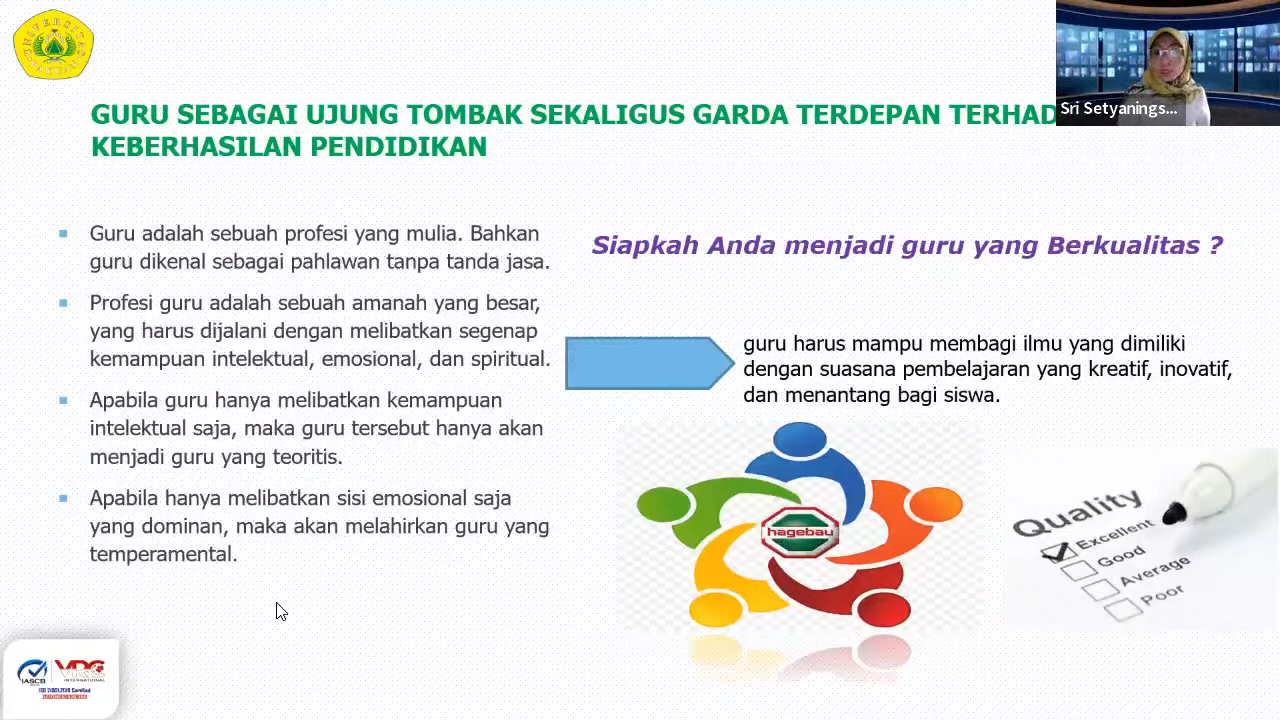 Sri Setyanings...
GURU SEBAGAI UJUNG TOMBAK SEKALIGUS GARDA TERDEPAN TERHAD
KEBERHASILAN PENDIDIKAN
Guru adalah sebuah profesi yang mulia. Bahkan
guru dikenal sebagai pahlawan tanpa tanda jasa.
Profesi guru adalah sebuah amanah yang besar,
yang harus dijalani dengan melibatkan segenap
kemampuan intelektual, emosional, dan spiritual.
Apabila guru hanya melibatkan kemampuan
intelektual saja, maka guru tersebut hanya akan
menjadi guru yang teoritis.
Apabila hanya melibatkan sisi emosional saja
yang dominan, maka akan melahirkan guru yang
temperamental.
Siapkah Anda menjadi guru yang Berkualitas ?
guru harus mampu membagi ilmu yang dimiliki
dengan suasana pembelajaran yang kreatif, inovatif,
dan menantang bagi siswa.
hagebau
Quality
Excellent
Good
Average
Poor
IASCB
INTERNATIONAL